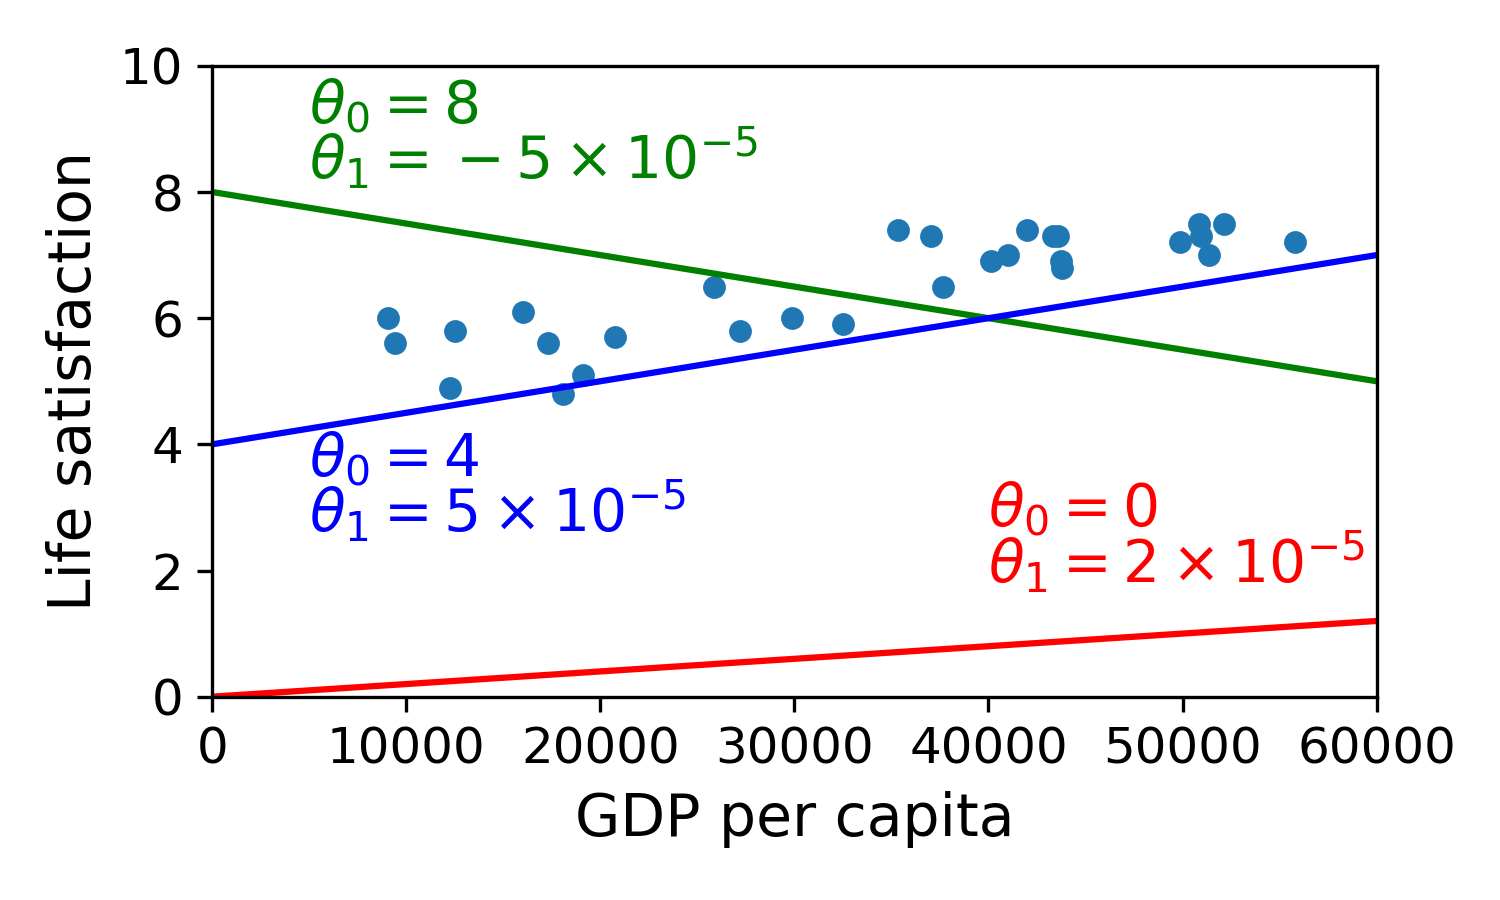 10
θ0 = 8
θ1 = − 5 × 10−5
8
6
4
θ0 = 4
θ1 = 5 × 10−5
θ0 = 0
θ1 = 2 × 10−5
2
0
Life satisfaction
0 10000 20000 30000 40000 50000 60000
GDP per capita